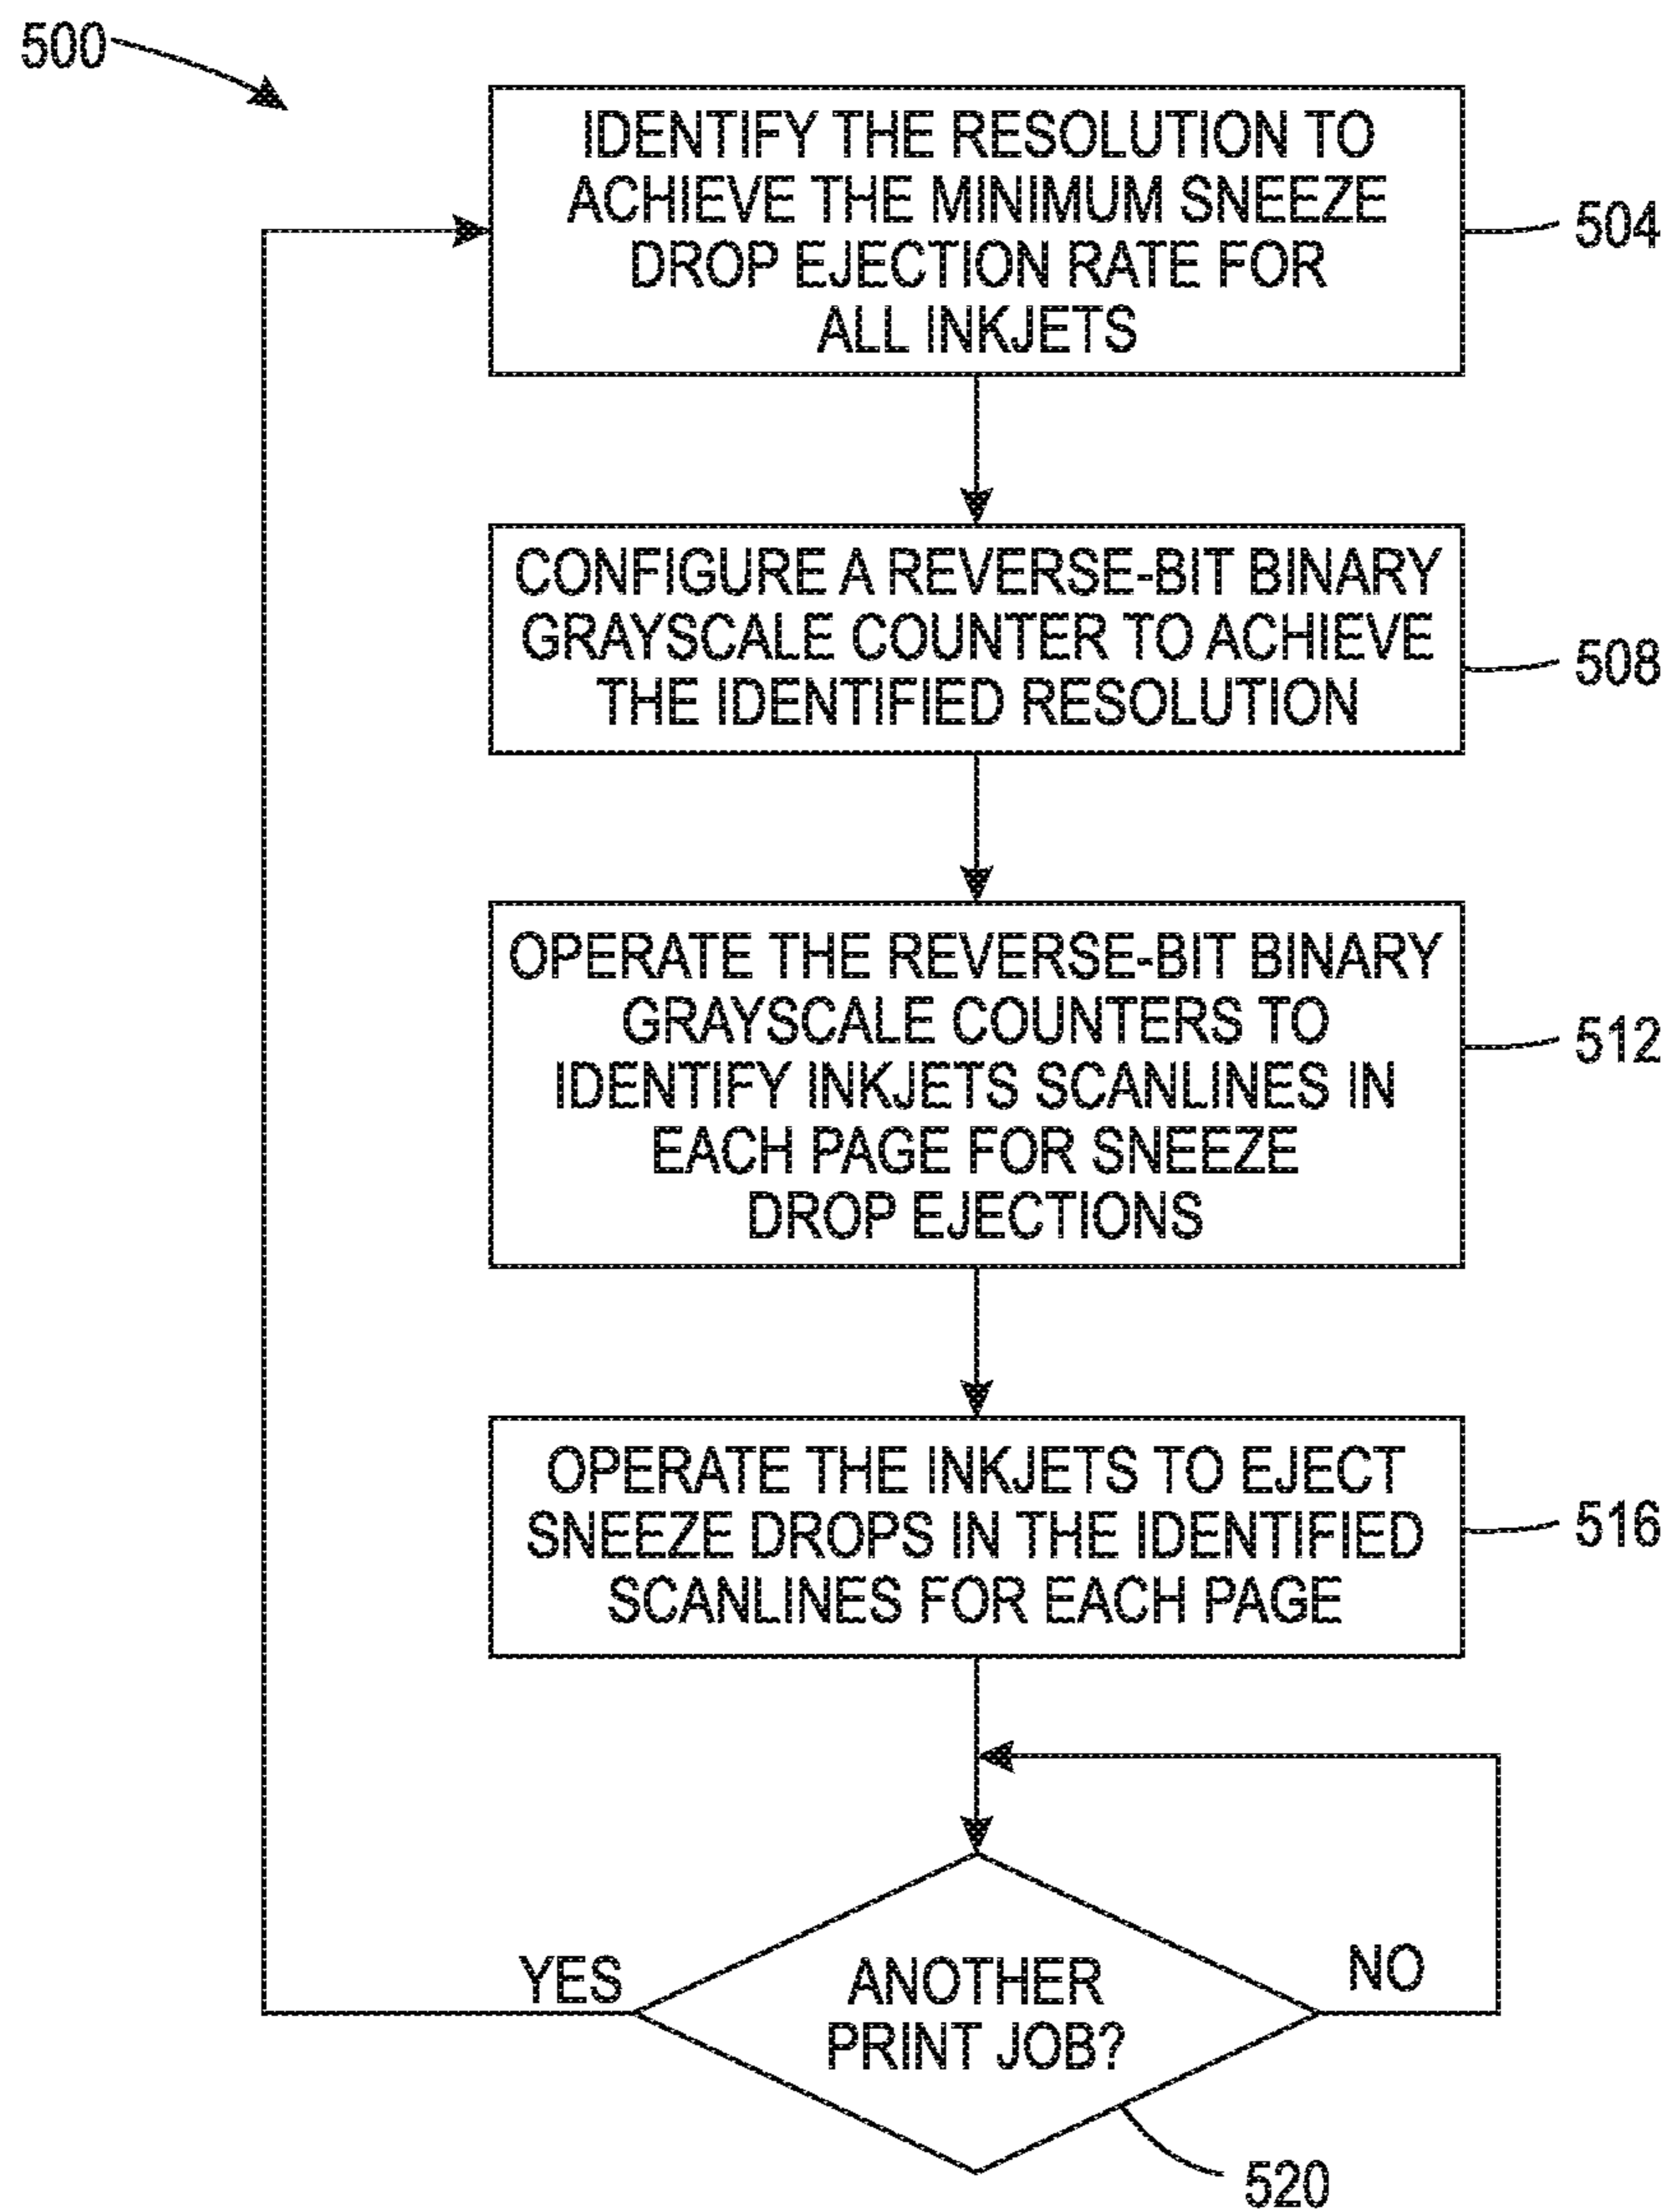 500
IDENTIFY THE RESOLUTION TO
ACHIEVE THE MINIMUM SNEEZE
DROP EJECTION RATE FOR
ALL INKJETS
504
CONFIGURE A REVERSE-BIT BINARY
GRAYSCALE COUNTER TO ACHIEVE
THE IDENTIFIED RESOLUTION
508
OPERATE THE REVERSE-BIT BINARY
GRAYSCALE COUNTERS TO
IDENTIFY INKJETS SCANLINES IN
EACH PAGE FOR SNEEZE
DROP EJECTIONS
512
OPERATE THE INKJETS TO EJECT
SNEEZE DROPS IN THE IDENTIFIED
SCANLINES FOR EACH PAGE
516
YES
ANOTHER
PRINT JOB?
NO
520